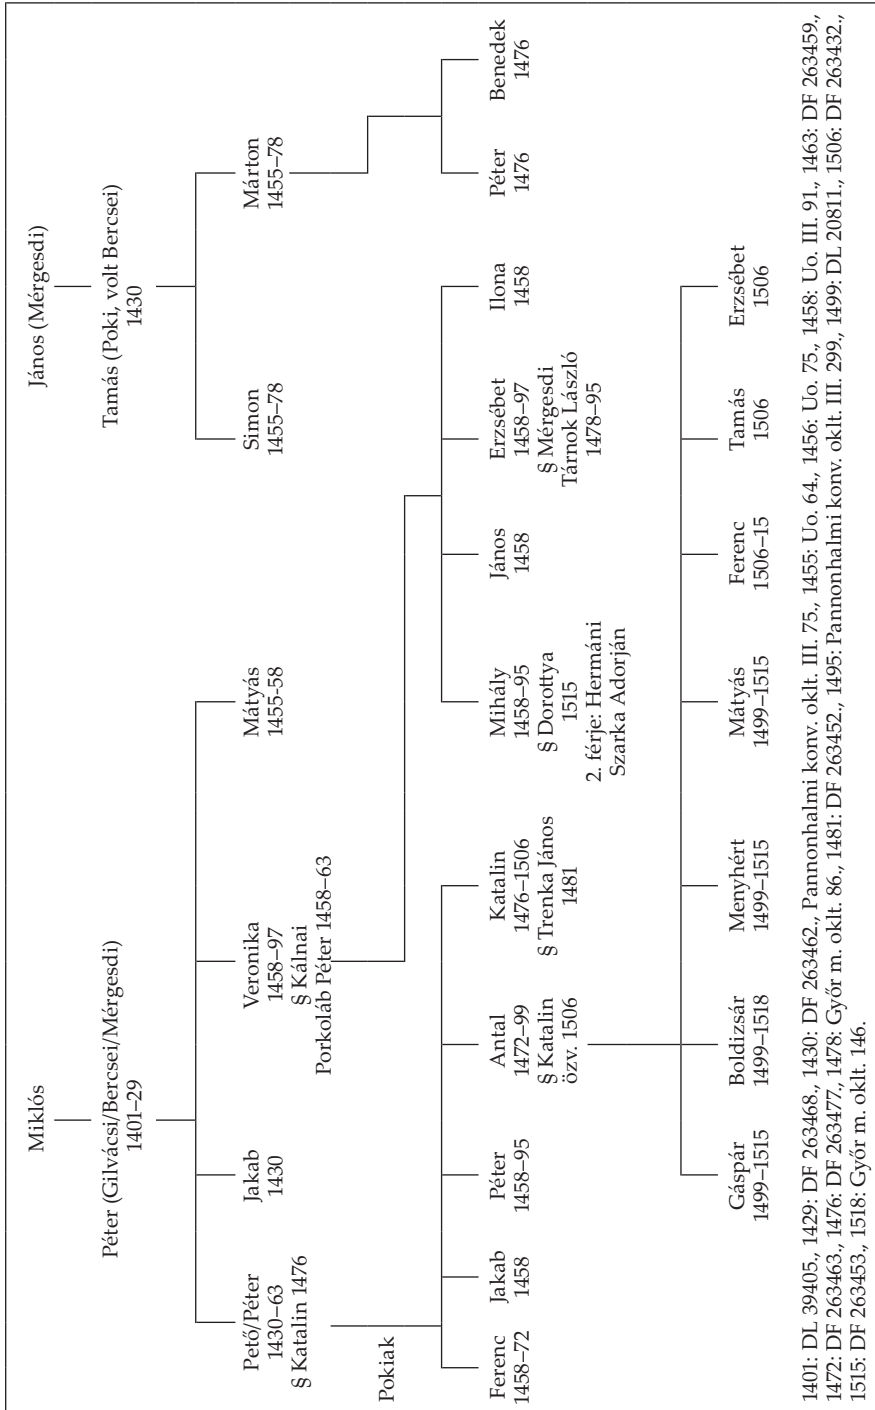 Miklós
János (Mérgesdi)
Péter (Gilvácsi/Bercsei/Mérgesdi)
1401–29
Tamás (Poki, volt Bercsei)
1430
Pető/Péter
1430–63
§ Katalin 1476
Jakab
1430
Veronika
1458–97
§ Kálnai
Porkoláb Péter 1458–63
Mátyás
1455-58
Simon
1455–78
Márton
1455–78
Pokiak
Ferenc
1458–72
Jakab
1458
Péter
1458–95
Antal
1472–99
§ Katalin
özv. 1506
Katalin
1476–1506
§ Trenka János
1481
Mihály
1458–95
§ Dorottya
1515
2. férje: Hermáni
Szarka Adorján
János
1458
Erzsébet
1458–97
§ Mérgesdi
Tárnok László
1478–95
Ilona
1458
Péter
1476
Benedek
1476
Gáspár
1499–1515
Boldizsár
1499–1518
Menyhért
1499–1515
Mátyás
1499–1515
Ferenc
1506–15
Tamás
1506
Erzsébet
1506
1401: DL 39405., 1429: DF 263468., 1430: DF 263462., Pannonhalmi konv. oklt. III. 75., 1455: Uo. 64., 1456: Uo. 75., 1458: Uo. III. 91., 1463: DF 263459.,
1472: DF 263463., 1476: DF 263477., 1478: Győr m. oklt. 86., 1481: DF 263452., 1495: Pannonhalmi konv. oklt. III. 299., 1499: DL 20811., 1506: DF 263432.,
1515: DF 263453., 1518: Győr m. oklt. 146.